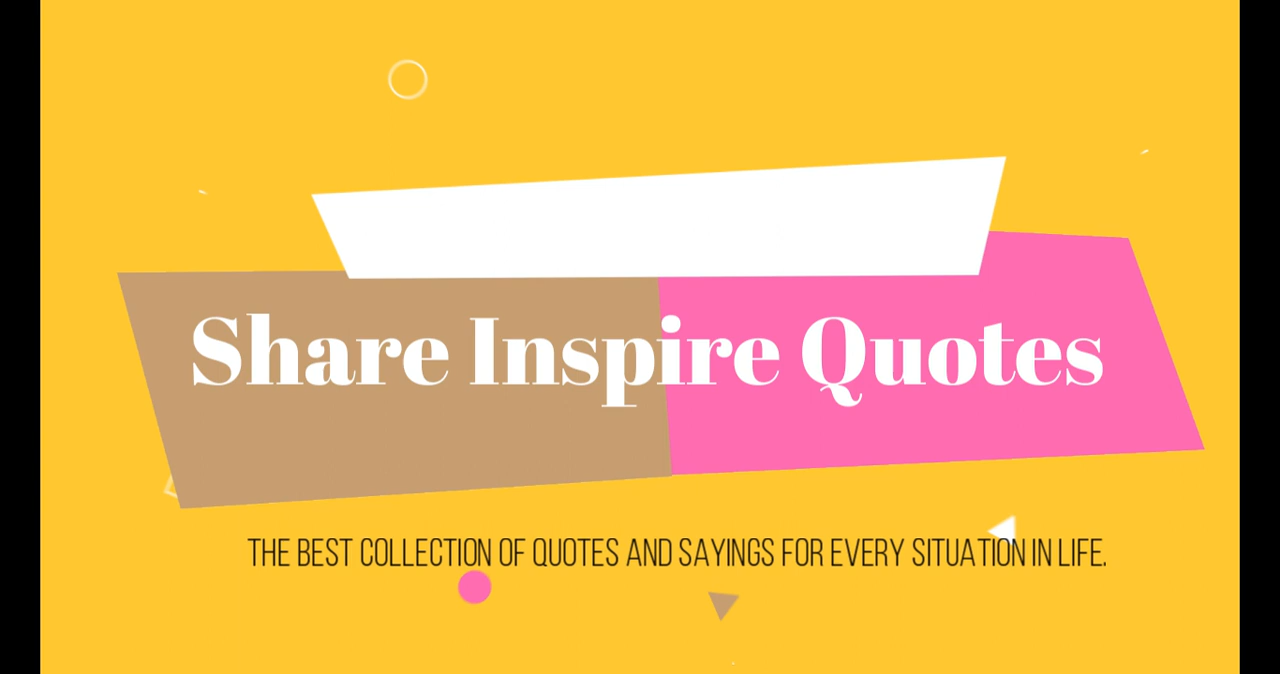 Share Inspire Quotes
THE BEST COLLECTION OF QUOTES AND SAYINGS FOR EVERY SITUATION IN LIFE.